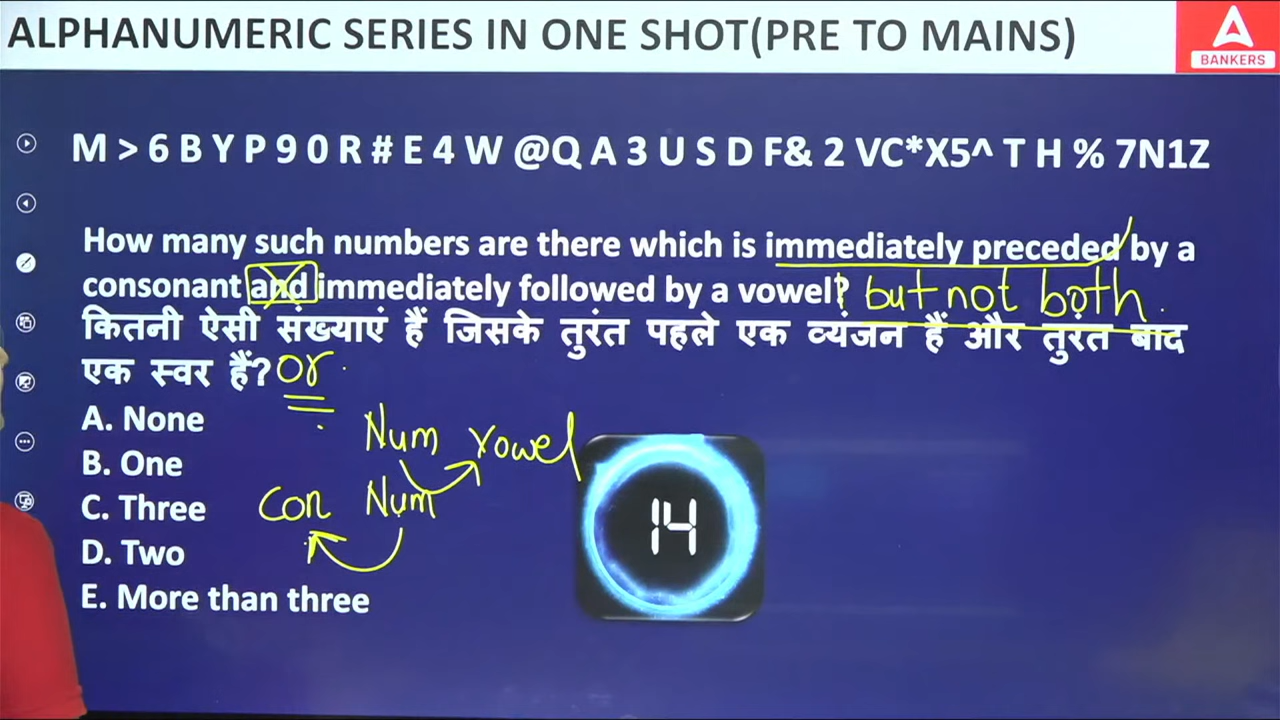 ALPHANUMERIC SERIES IN ONE SHOT(PRE TO MAINS)
A
BANKERS
M > 6 B Y P 9 0 R # E 4 W @Q A 3 U S D F& 2 VC*X5^ T H % 7N1Z
How many such numbers are there which is immediately preceded by a
consonant and immediately followed by a vowel? but not both.
कितनी ऐसी संख्याएं हैं जिसके तुरंत पहले एक व्यंजन हैं और तुरत बाद
एक स्वर हैं? or
A. None
Num vowel
B. One
C. Three
Con Num
14
D. Two
E. More than three